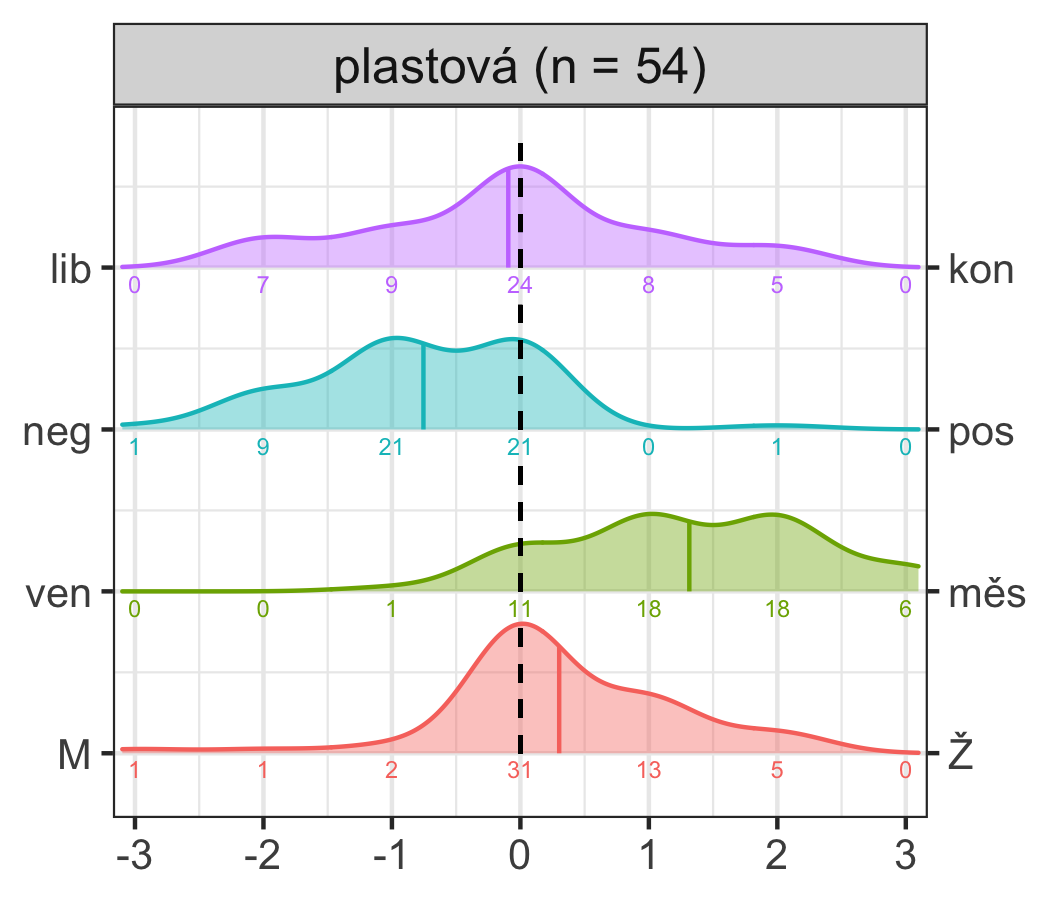 plastová (n = 54)
lib kon
0 7 9 24 8 5 0
neg pos
1 9 21 21 0 1 0
ven měs
0 0 1 11 18 18 6
M Ž
1 1 2 31 13 5 0
-3 -2 -1 0 1 2 3